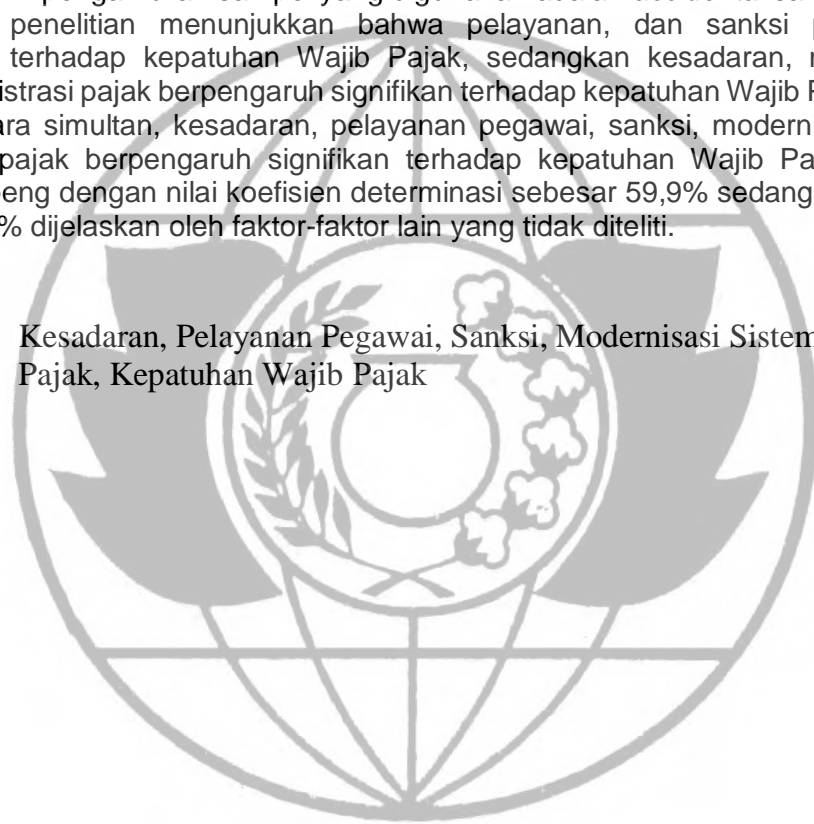 penelitian menunjukkan bahwa pelayanan, dan sanksi
terhadap kepatuhan Wajib Pajak, sedangkan kesadaran,
istrasi pajak berpengaruh signifikan terhadap kepatuhan Wajib
ara simultan, kesadaran, pelayanan pegawai, sanksi, modern
pajak berpengaruh signifikan terhadap kepatuhan Wajib Pa
eng dengan nilai koefisien determinasi sebesar 59,9% sedang
% dijelaskan oleh faktor-faktor lain yang tidak diteliti.
Kesadaran, Pelayanan Pegawai, Sanksi, Modernisasi Sistem
Pajak, Kepatuhan Wajib Pajak